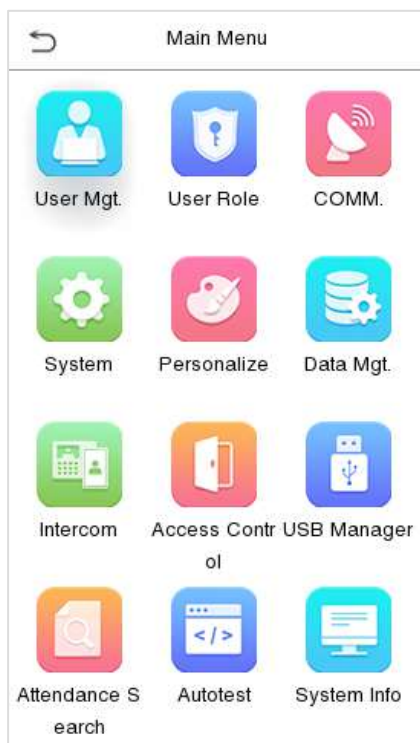 Main Menu
User Mgt.
User Role
COMM.
System
Personalize
Data Mgt.
Intercom
Access Contr
ol
USB Manager
Attendance S
earch
</>
Autotest
System Info